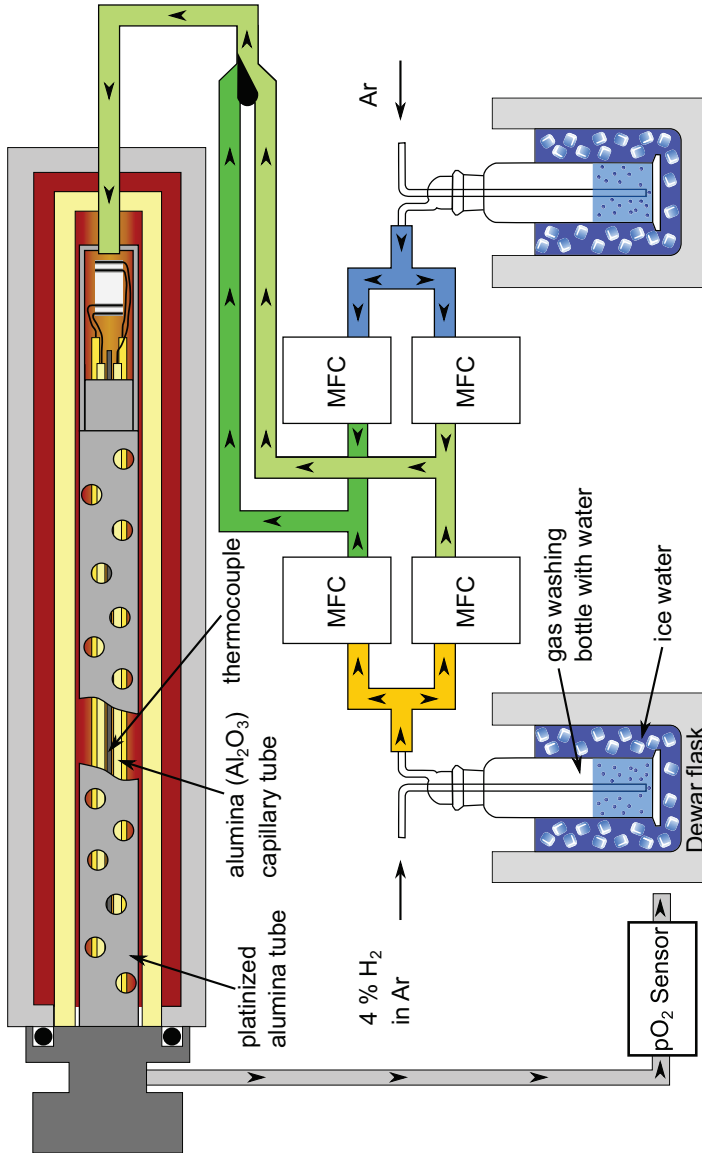 platinized
alumina tube
alumina (Al₂O₃)
capillary tube
thermocouple
Ar
MFC
MFC
MFC
MFC
4 % H₂
in Ar
gas washing
bottle with water
ice water
Dewar flask
pO₂ Sensor